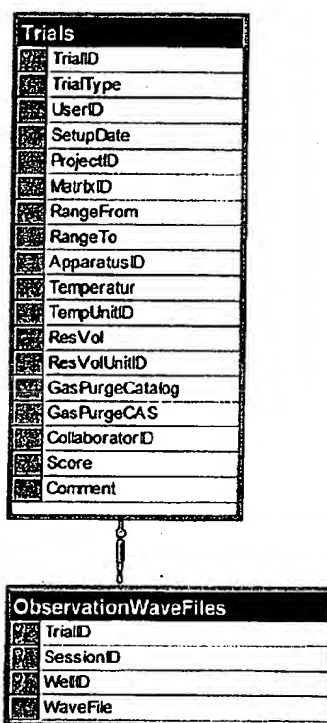 Trials
TrialID
TrialType
UserID
SetupDate
ProjectID
MatrixID
RangeFrom
RangeTo
ApparatusID
Temperatur
TempUnitID
ResVol
ResVolUnitID
GasPurgeCatalog
GasPurgeCAS
CollaboratorID
Score
Comment
ObservationWaveFiles
TrialID
SessionID
WellID
WaveFile